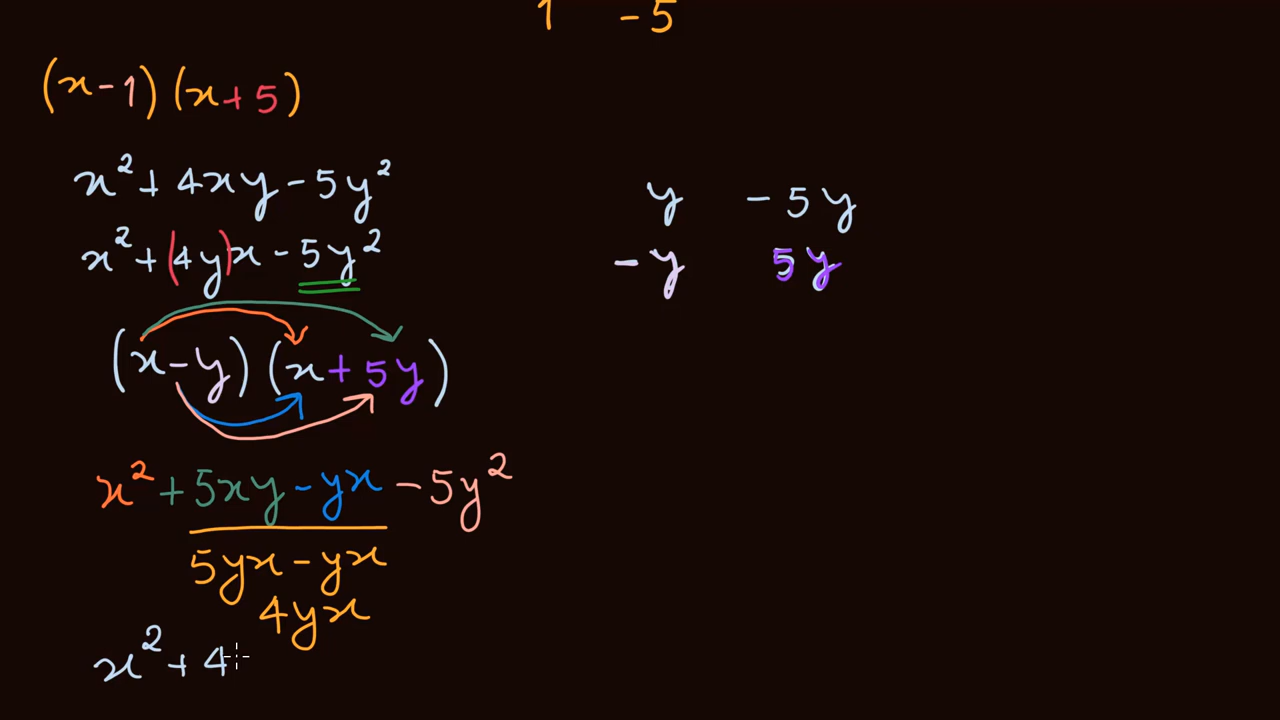 1 -5
(x-1)(x+5)
x²+4xy-5y²
y -5y
x²+(4y)x-5y²
-y 5y
(x-y)(x+5y)
x²+5xy-yx-5y²
5yx-yx
4yx
x²+4